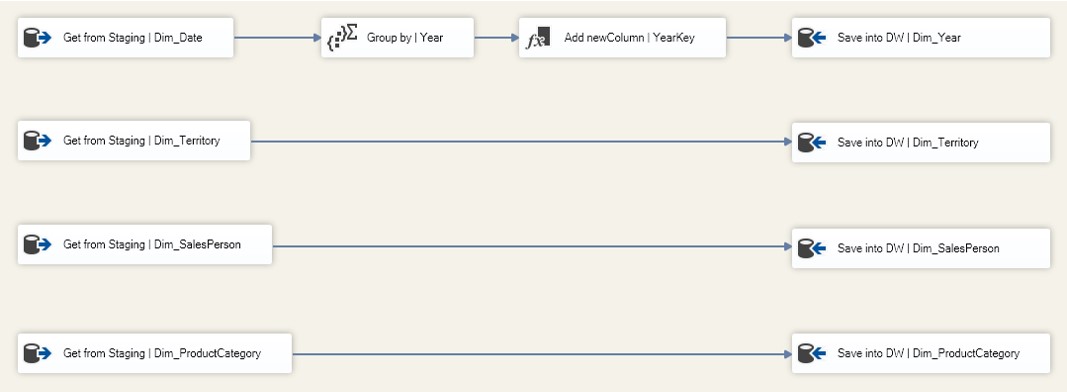 Get from Staging | Dim_Date
Group by | Year
Add newColumn | YearKey
Save into DW | Dim_Year
Get from Staging | Dim_Territory
Save into DW | Dim_Territory
Get from Staging | Dim_SalesPerson
Save into DW | Dim_SalesPerson
Get from Staging | Dim_ProductCategory
Save into DW | Dim_ProductCategory